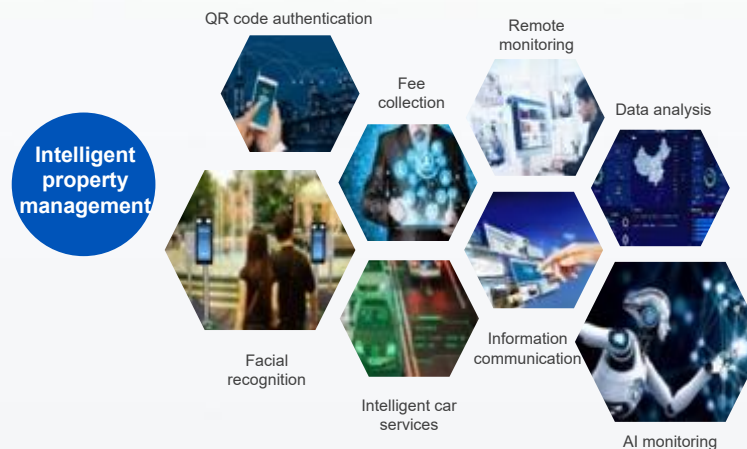 QR code authentication
Remote
monitoring
Fee
collection
Data analysis
Intelligent
property
management
Facial
recognition
Information
communication
Intelligent car
services
AI monitoring